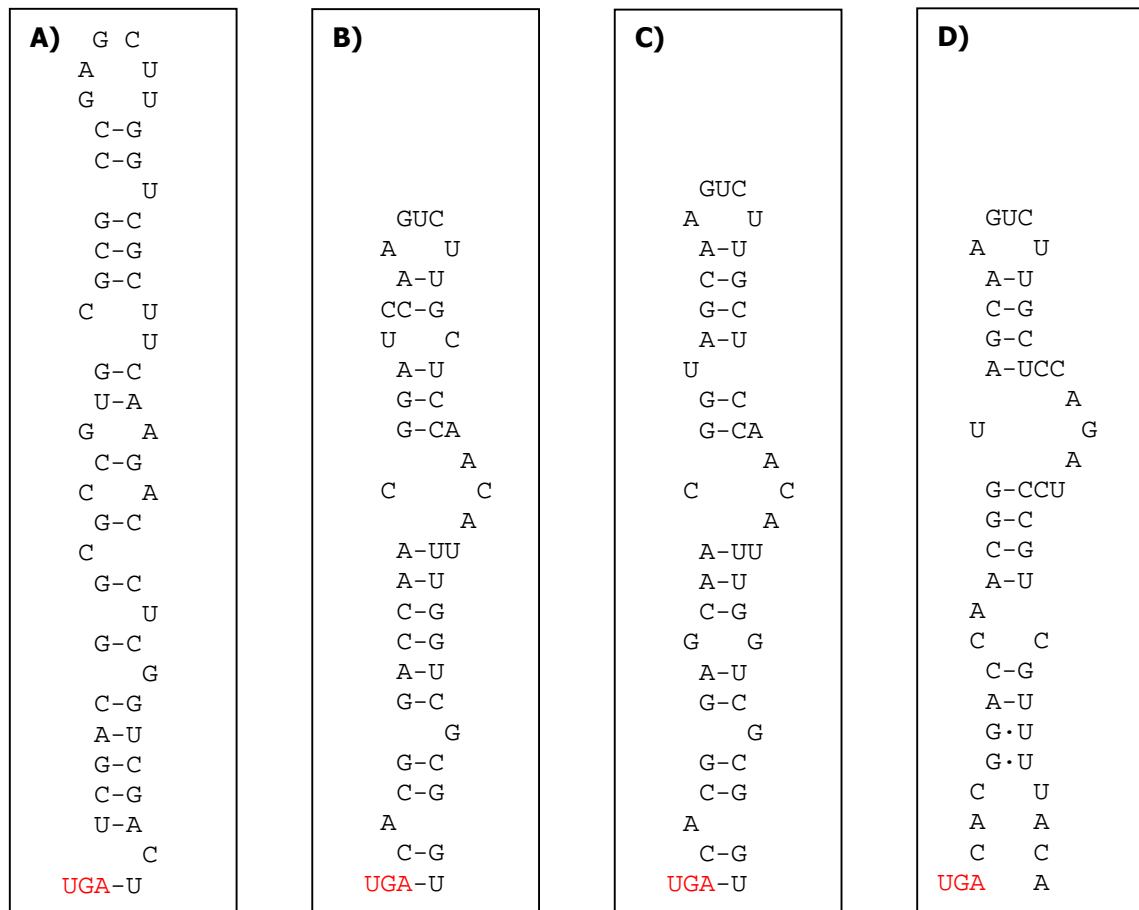 A)
G C
A U
G U
C-G
C-G
U
G-C
C-G
G-C
C U
U
G-C
U-A
G A
C-G
C A
G-C
C
G-C
U
G-C
G
C-G
A-U
G-C
C-G
U-A
C
UGA-U
B)
GUC
A U
A-U
CC-G
U C
A-U
G-C
G-CA
A
C C
A
A-UU
A-U
C-G
C-G
A-U
G-C
G
G-C
C-G
A
C-G
UGA-U
C)
GUC
A U
A-U
C-G
G-C
A-U
U
G-C
G-CA
A
C C
A
A-UU
A-U
C-G
G G
A-U
G-C
G
G-C
C-G
A
C-G
UGA-U
D)
GUC
A U
A-U
C-G
G-C
A-UCC
A
U G
A
G-CCU
G-C
C-G
A-U
A
C C
C-G
A-U
G·U
G·U
C U
A A
C C
UGA A